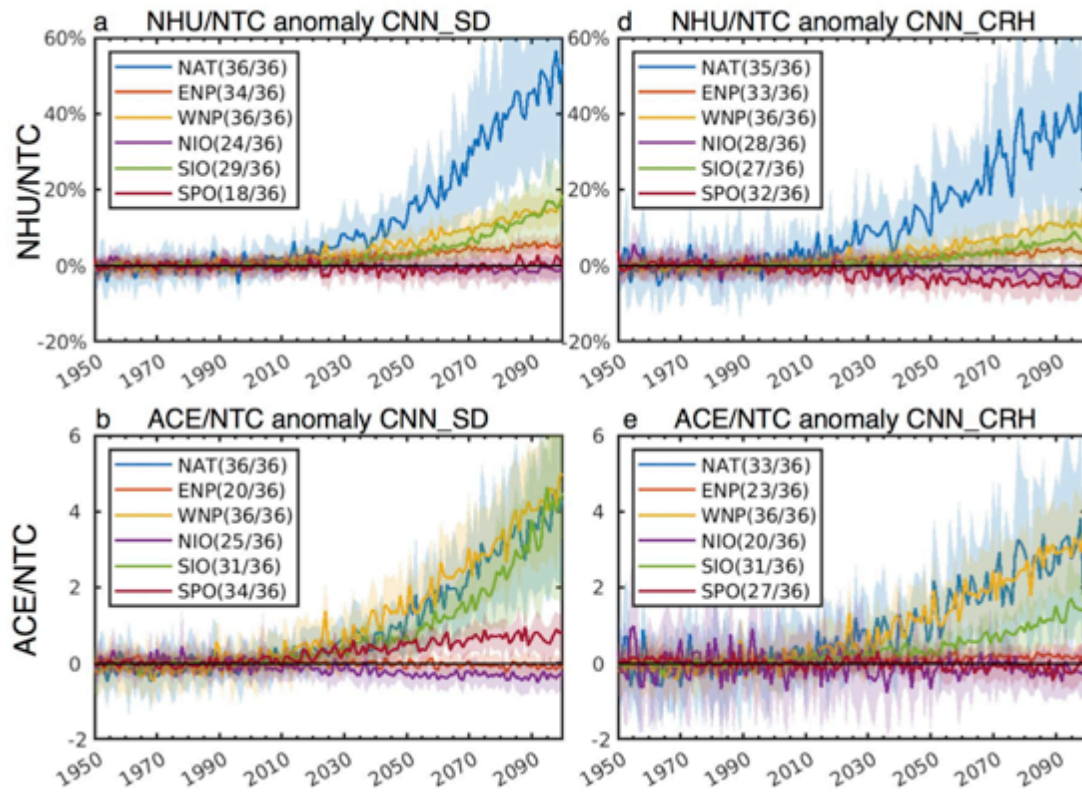 a NHU/NTC anomaly CNN_SD
NHU/NTC
60%
40%
20%
0%
-20%
NAT(36/36)
ENP(34/36)
WNP(36/36)
NIO(24/36)
SIO(29/36)
SPO(18/36)
1950 1970 1990 2010 2030 2050 2070 2090
d NHU/NTC anomaly CNN_CRH
60%
40%
20%
0%
-20%
NAT(35/36)
ENP(33/36)
WNP(36/36)
NIO(28/36)
SIO(27/36)
SPO(32/36)
1950 1970 1990 2010 2030 2050 2070 2090
b ACE/NTC anomaly CNN_SD
ACE/NTC
6
4
2
0
-2
NAT(36/36)
ENP(20/36)
WNP(36/36)
NIO(25/36)
SIO(31/36)
SPO(34/36)
1950 1970 1990 2010 2030 2050 2070 2090
e ACE/NTC anomaly CNN_CRH
6
4
2
0
-2
NAT(33/36)
ENP(23/36)
WNP(36/36)
NIO(20/36)
SIO(31/36)
SPO(27/36)
1950 1970 1990 2010 2030 2050 2070 2090